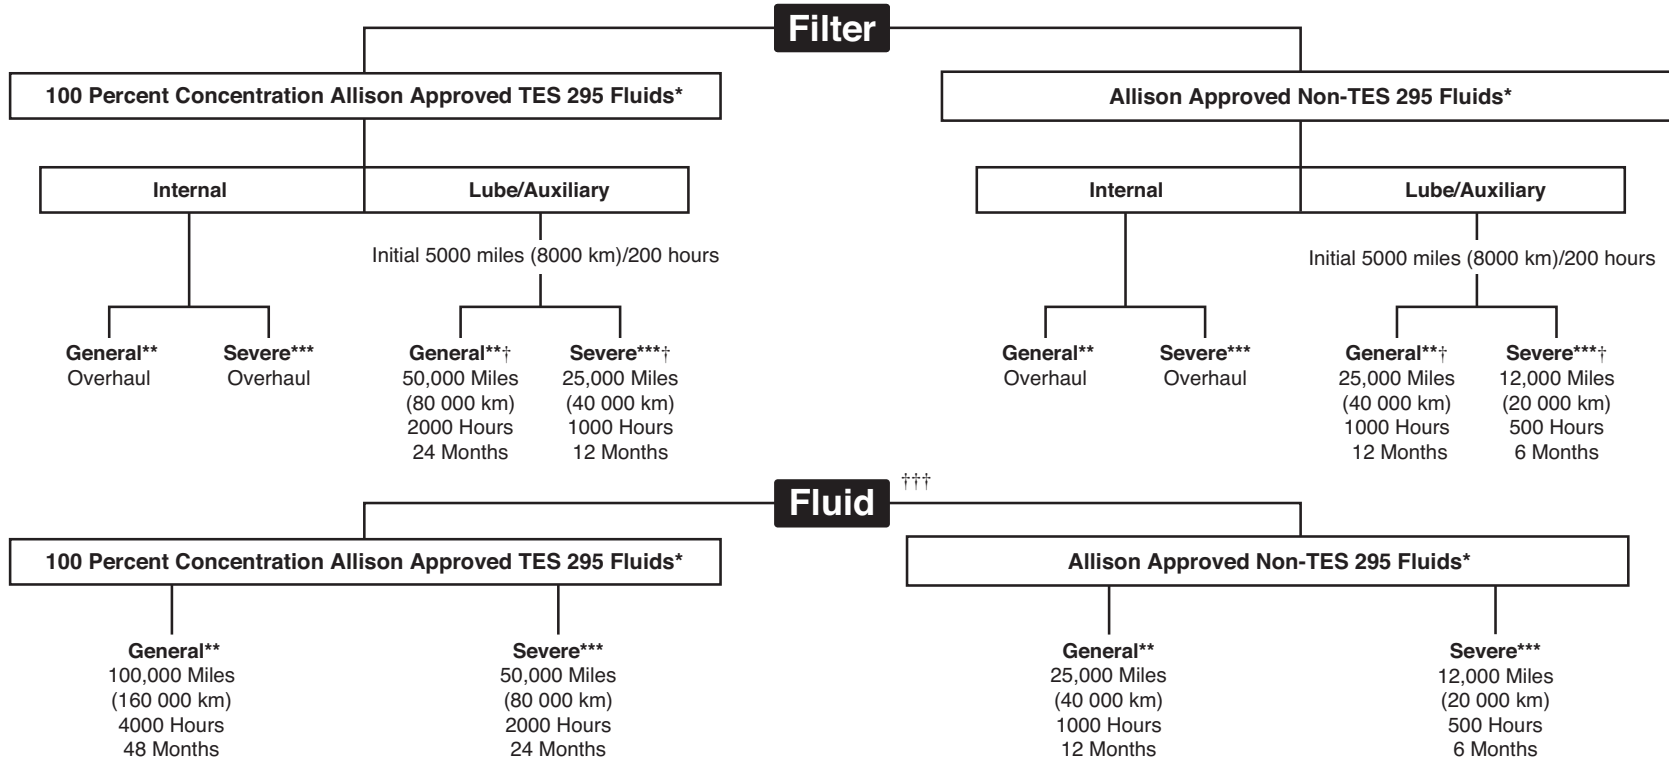 Filter
100 Percent Concentration Allison Approved TES 295 Fluids*
Allison Approved Non-TES 295 Fluids*
Internal
Lube/Auxiliary
Internal
Lube/Auxiliary
Initial 5000 miles (8000 km)/200 hours
Initial 5000 miles (8000 km)/200 hours
General**
Overhaul
Severe***
Overhaul
General**†
50,000 Miles
(80 000 km)
2000 Hours
24 Months
Severe***†
25,000 Miles
(40 000 km)
1000 Hours
12 Months
General**
Overhaul
Severe***
Overhaul
General**†
25,000 Miles
(40 000 km)
1000 Hours
12 Months
Severe***†
12,000 Miles
(20 000 km)
500 Hours
6 Months
Fluid †††
100 Percent Concentration Allison Approved TES 295 Fluids*
Allison Approved Non-TES 295 Fluids*
General**
100,000 Miles
(160 000 km)
4000 Hours
48 Months
Severe***
50,000 Miles
(80 000 km)
2000 Hours
24 Months
General**
25,000 Miles
(40 000 km)
1000 Hours
12 Months
Severe***
12,000 Miles
(20 000 km)
500 Hours
6 Months